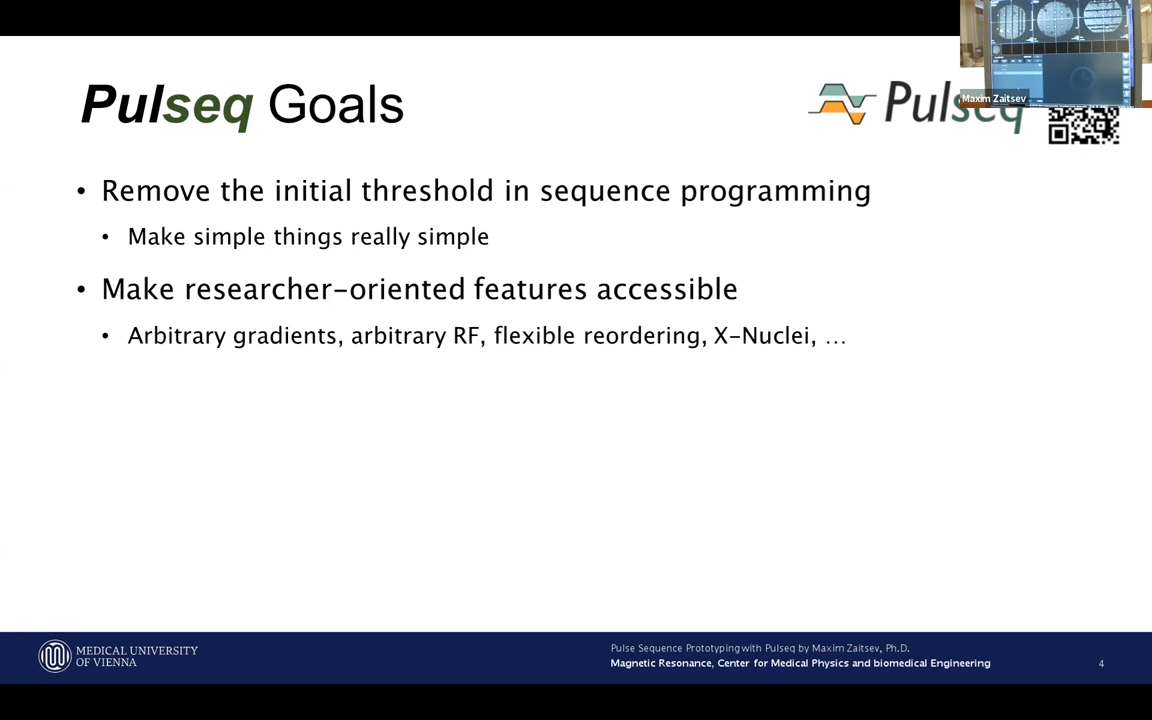 Pulseq Goals
Pulseq
Maxim Zaitsev
• Remove the initial threshold in sequence programming
• Make simple things really simple
• Make researcher-oriented features accessible
• Arbitrary gradients, arbitrary RF, flexible reordering, X-Nuclei, …
MEDICAL UNIVERSITY
OF VIENNA
Pulse Sequence Prototyping with Pulseq by Maxim Zaitsev, Ph.D.
Magnetic Resonance, Center for Medical Physics and biomedical Engineering
4